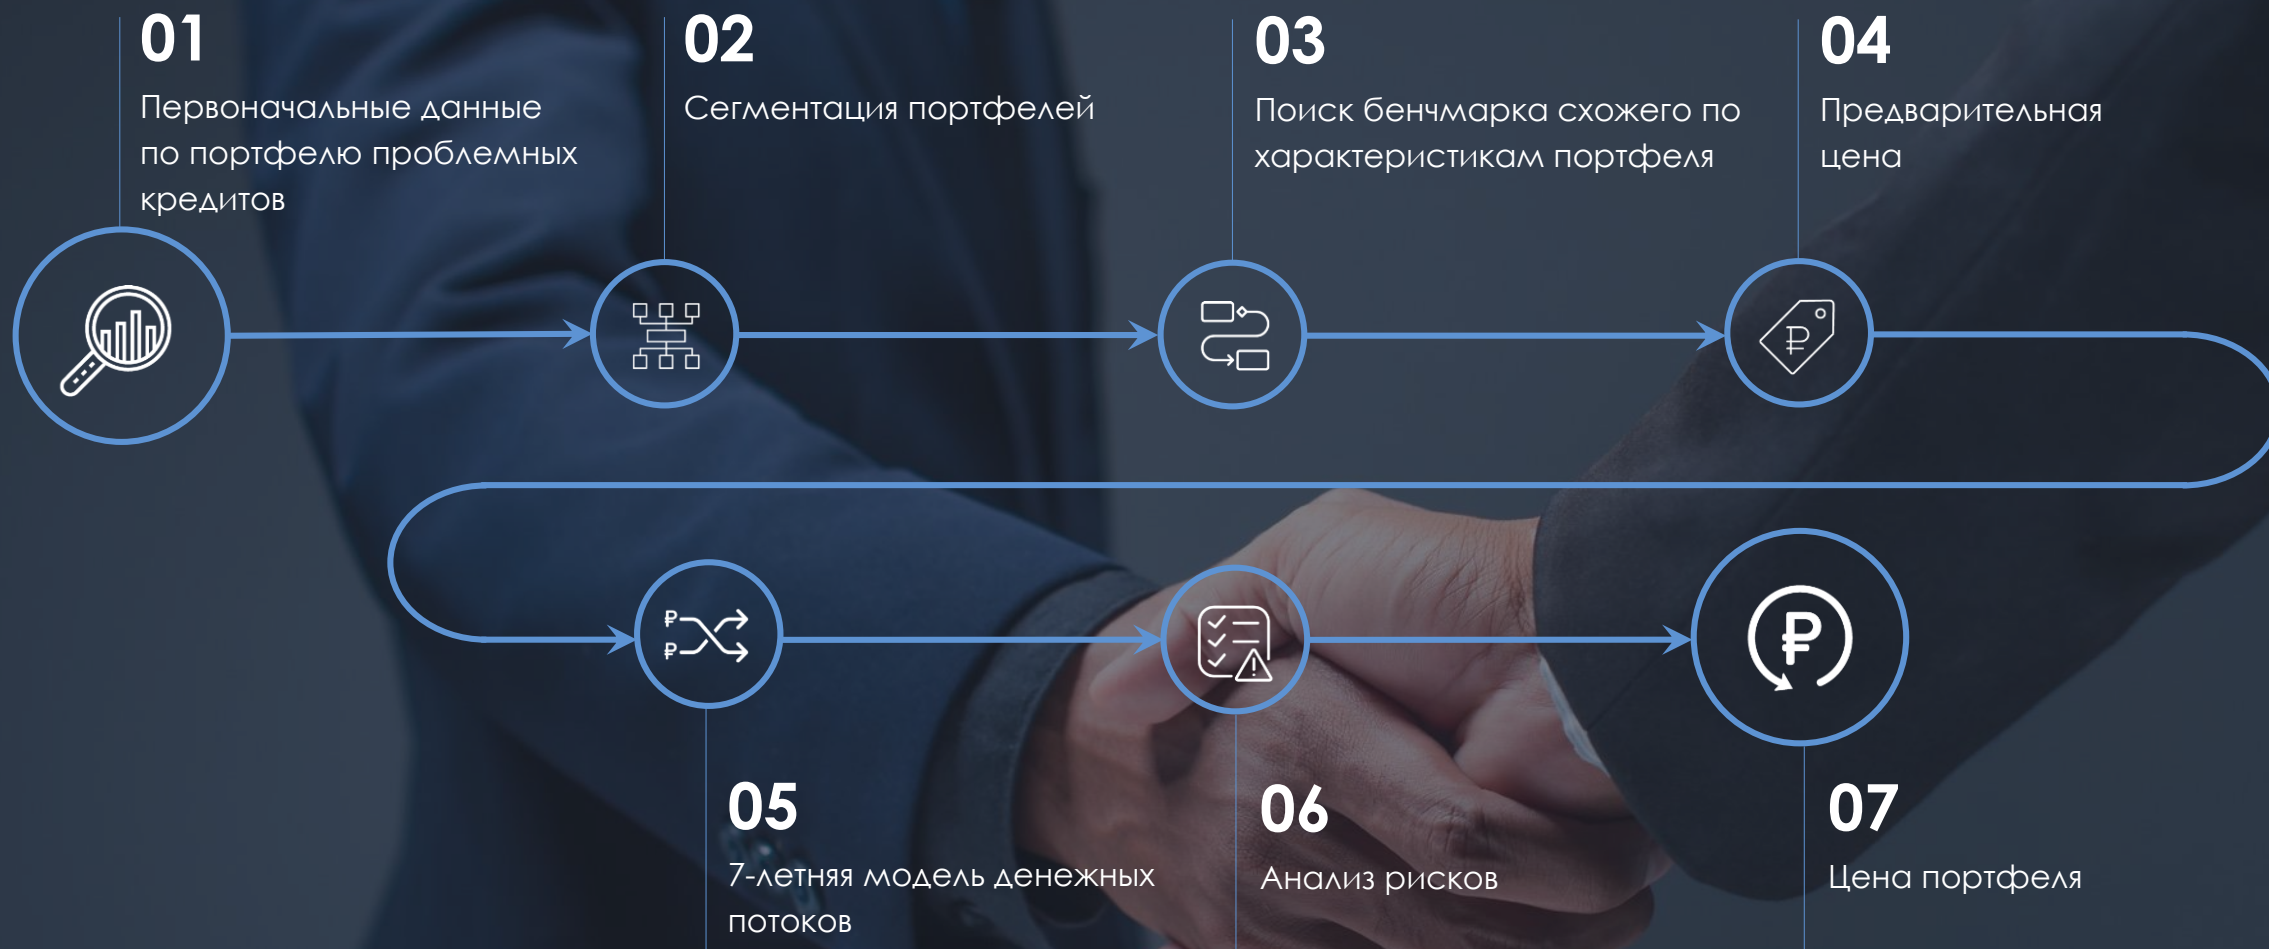 01
Первоначальные данные
по портфелю проблемных
кредитов
02
Сегментация портфелей
03
Поиск бенчмарка схожего по
характеристикам портфеля
04
Предварительная
цена
₽
₽
₽
₽
05
7-летняя модель денежных
потоков
06
Анализ рисков
07
Цена портфеля